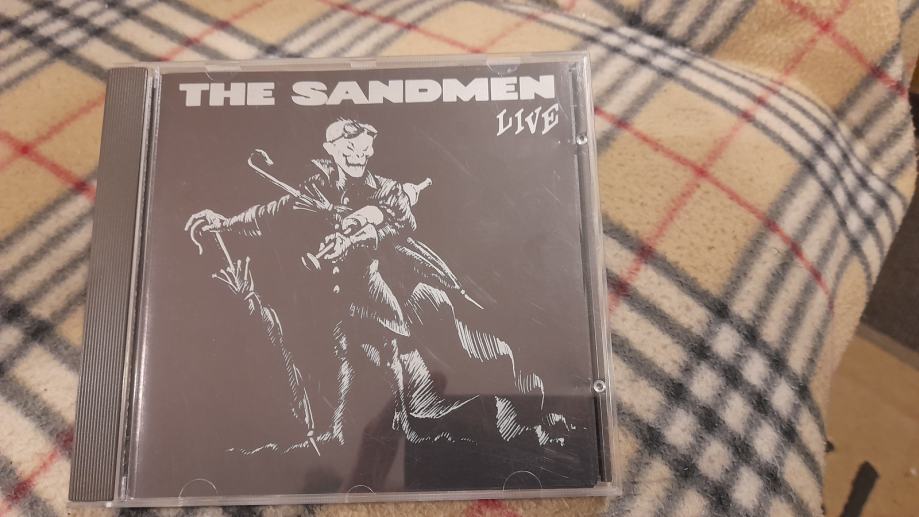 THE SANDMEN
LIVE